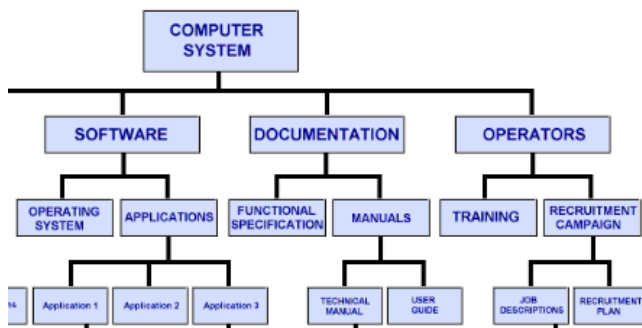 COMPUTER
SYSTEM
SOFTWARE
DOCUMENTATION
OPERATORS
OPERATING
SYSTEM
APPLICATIONS
FUNCTIONAL
SPECIFICATION
MANUALS
TRAINING
RECRUITMENT
CAMPAIGN
Application 1
Application 2
Application 3
TECHNICAL
MANUAL
USER
GUIDE
JOB
DESCRIPTIONS
RECRUITMENT
PLAN